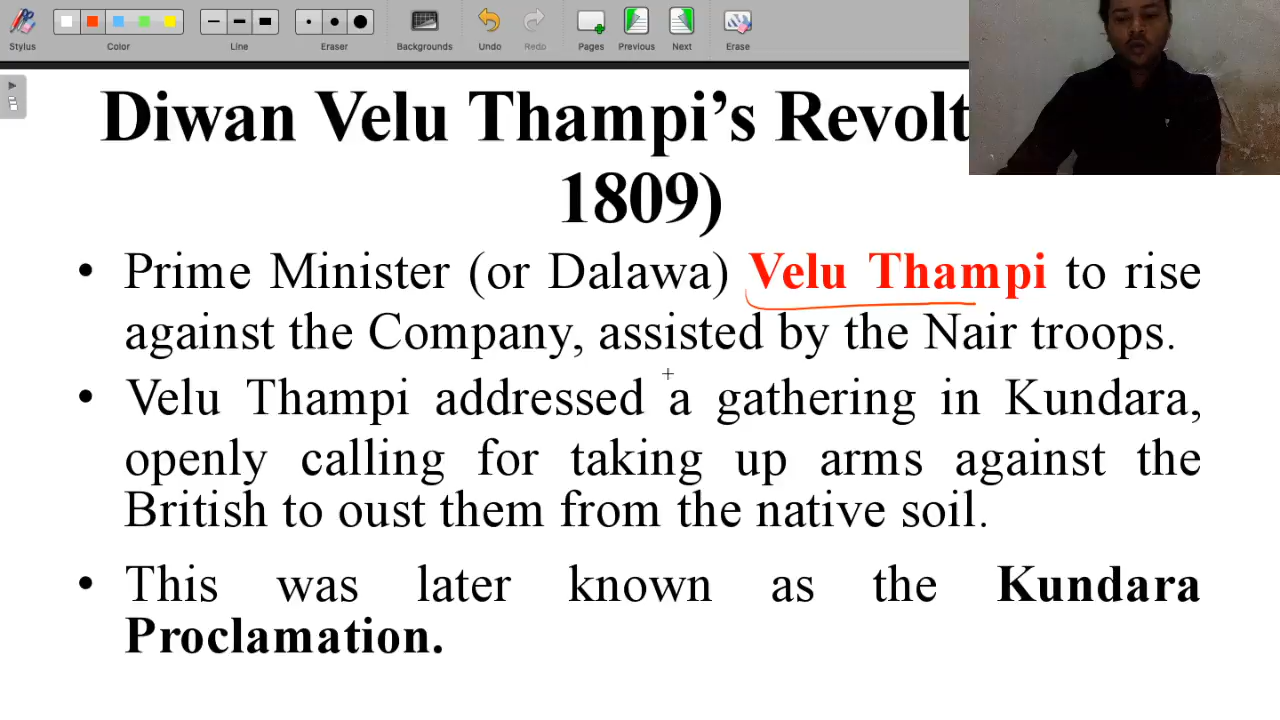 Stylus
Color
Line
Eraser
Backgrounds
Undo
Redo
Pages
Previous
Next
Erase
Diwan Velu Thampi’s Revolt
1809)
• Prime Minister (or Dalawa) Velu Thampi to rise
against the Company, assisted by the Nair troops.
• Velu Thampi addressed a gathering in Kundara,
openly calling for taking up arms against the
British to oust them from the native soil.
• This was later known as the Kundara
Proclamation.